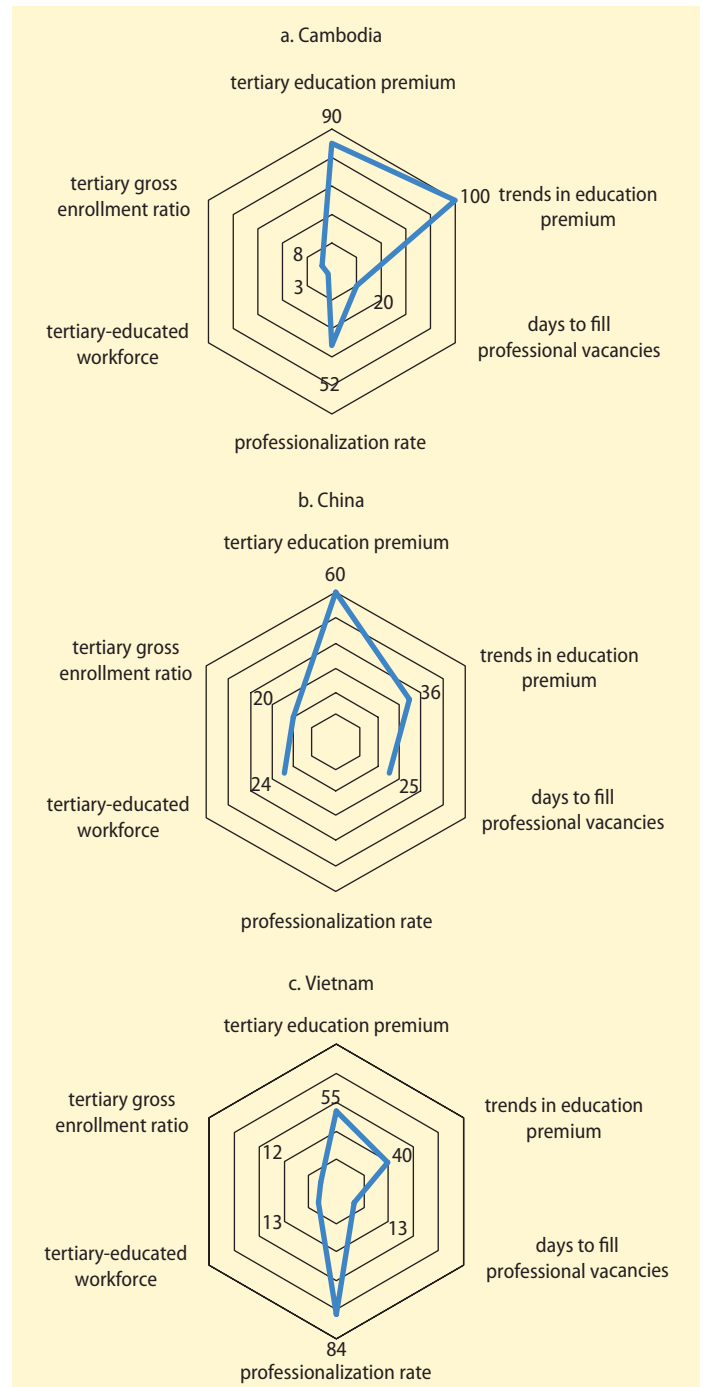 a. Cambodia
tertiary education premium
90
tertiary gross
enrollment ratio
100
trends in education
premium
8
3
20
tertiary-educated
workforce
days to fill
professional vacancies
52
professionalization rate
b. China
tertiary education premium
60
tertiary gross
enrollment ratio
trends in education
premium
20
36
24
25
tertiary-educated
workforce
days to fill
professional vacancies
professionalization rate
c. Vietnam
tertiary education premium
55
tertiary gross
enrollment ratio
trends in education
premium
12
40
13
13
tertiary-educated
workforce
days to fill
professional vacancies
84
professionalization rate